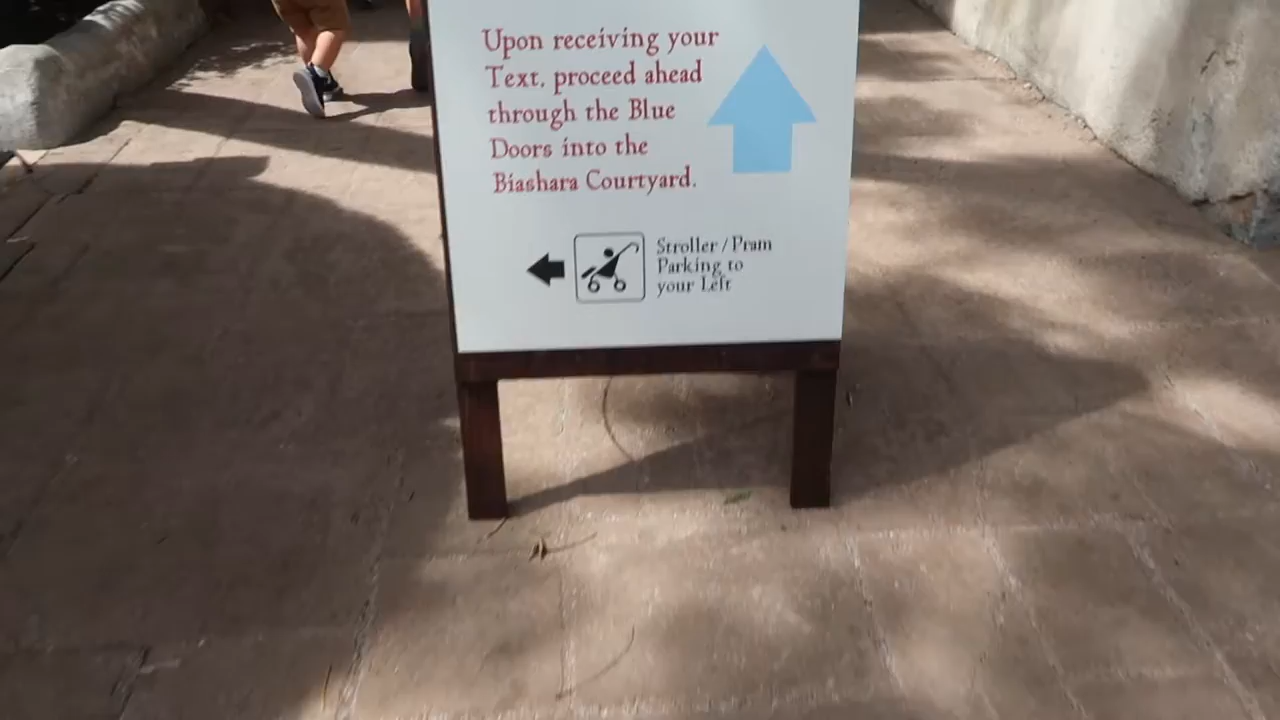 Upon receiving your
Text, proceed ahead
through the Blue
Doors into the
Biashara Courtyard.
Stroller / Pram
Parking to
your Left